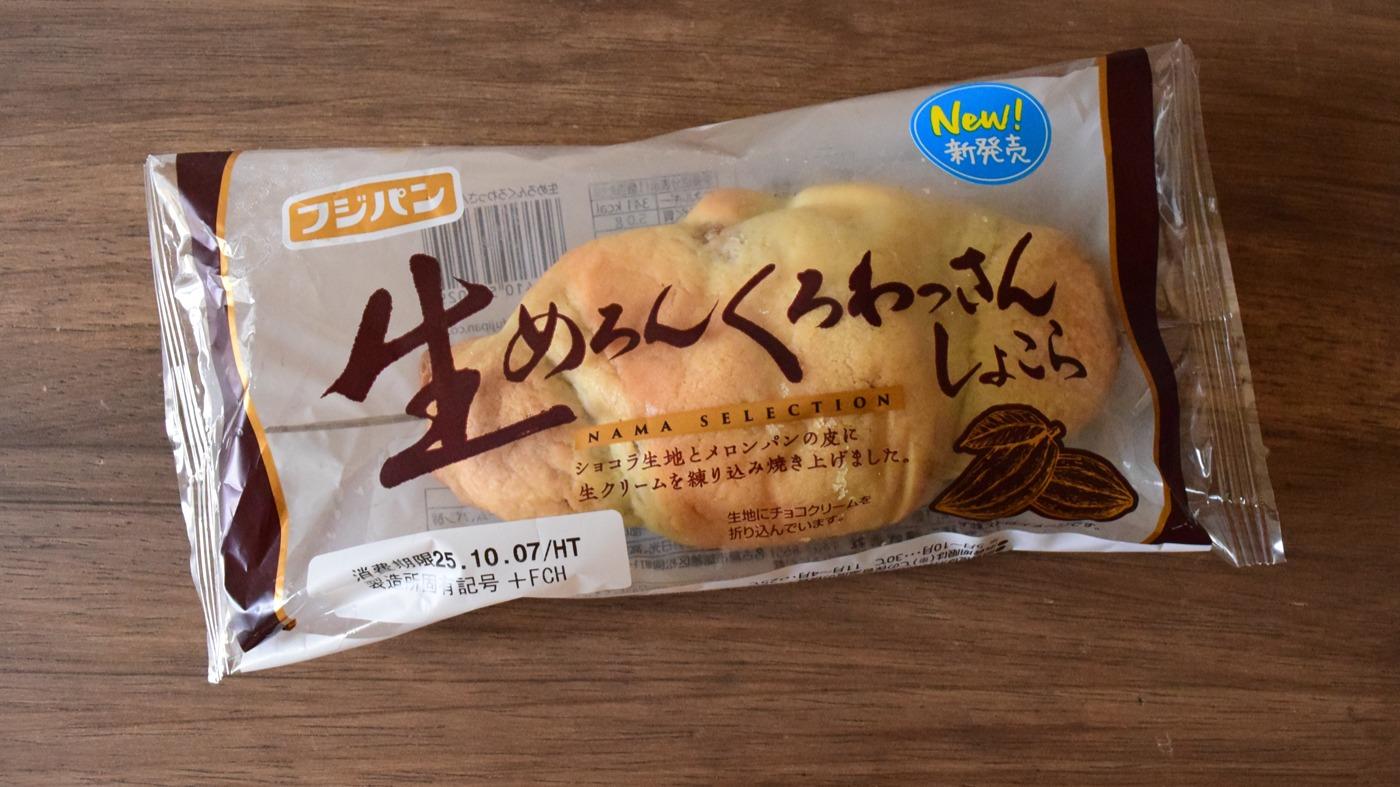 フジパン
New!
新発売
生めろんくろわっさん
しょこら
NAMA SELECTION
ショコラ生地とメロンパンの皮に
生クリームを練り込み焼き上げました。
生地にチョコクリームを
折り込んでいます。
消費期限25.10.07/HT
製造所固有記号 +FCH
341 kcal